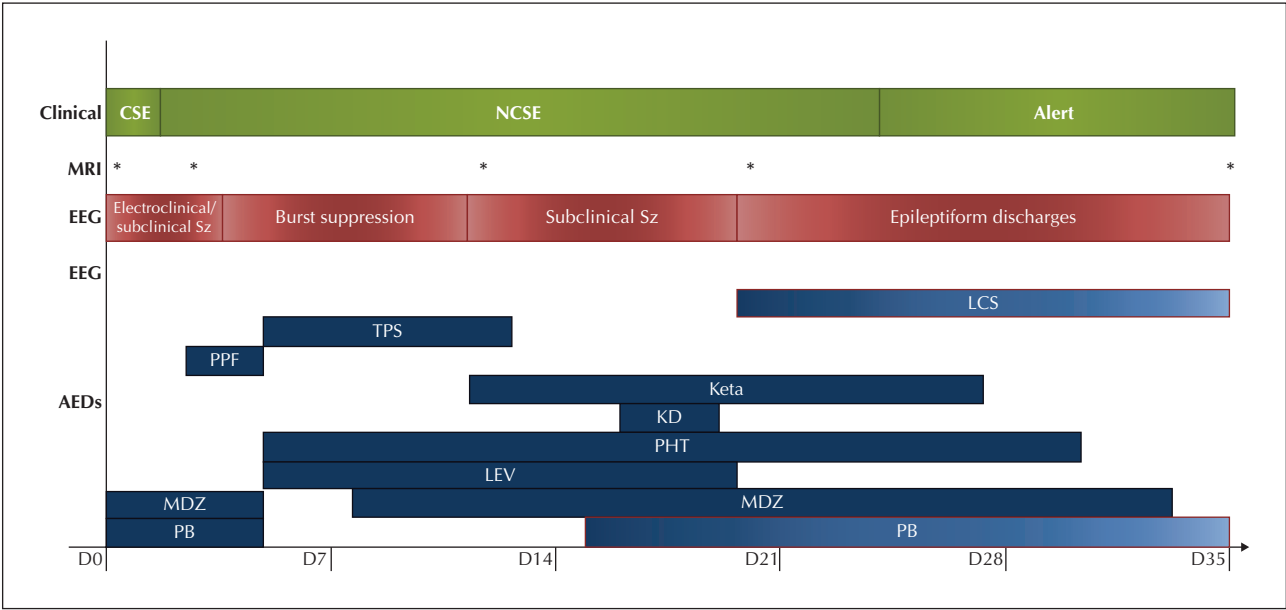 Clinical CSE NCSE Alert
MRI * * * * *
EEG Electroclinical/ Burst suppression Subclinical Sz Epileptiform discharges
subclinical Sz
EEG
LCS
TPS
PPF
Keta
AEDs
KD
PHT
LEV
MDZ MDZ
PB PB
D0 D7 D14 D21 D28 D35